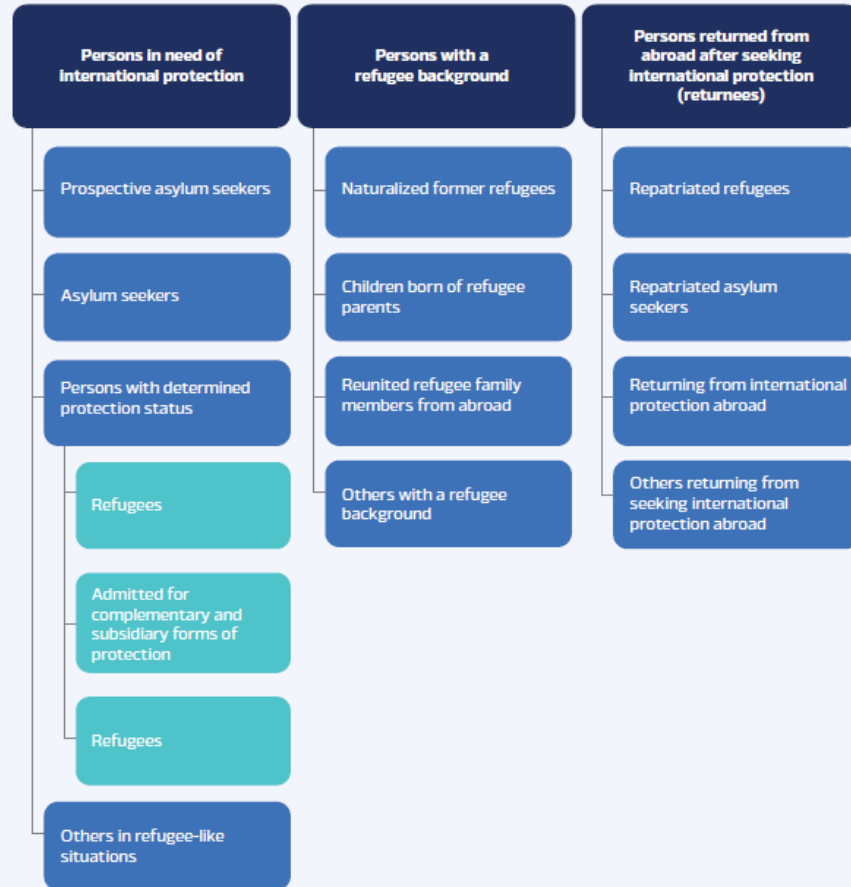 Persons in need of
international protection
Prospective asylum seekers
Asylum seekers
Persons with determined
protection status
Refugees
Admitted for
complementary and
subsidiary forms of
protection
Refugees
Others in refugee-like
situations
Persons with a
refugee background
Naturalized former refugees
Children born of refugee
parents
Reunited refugee family
members from abroad
Others with a refugee
background
Persons returned from
abroad after seeking
international protection
(returnees)
Repatriated refugees
Repatriated asylum
seekers
Returning from international
protection abroad
Others returning from
seeking international
protection abroad